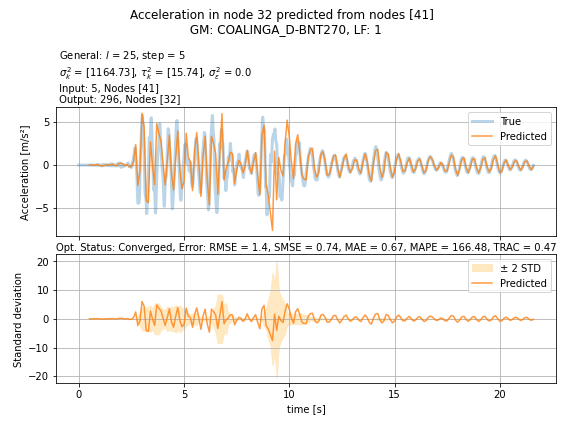 Acceleration in node 32 predicted from nodes [41]
GM: COALINGA_D-BNT270, LF: 1
General: l = 25, step = 5
σ²ₖ = [1164.73], τ²ₖ = [15.74], σ²ε = 0.0
Input: 5, Nodes [41]
Output: 296, Nodes [32]
5
0
−5
Acceleration [m/s²]
True
Predicted
Opt. Status: Converged, Error: RMSE = 1.4, SMSE = 0.74, MAE = 0.67, MAPE = 166.48, TRAC = 0.47
20
10
0
−10
−20
Standard deviation
± 2 STD
Predicted
0 5 10 15 20
time [s]